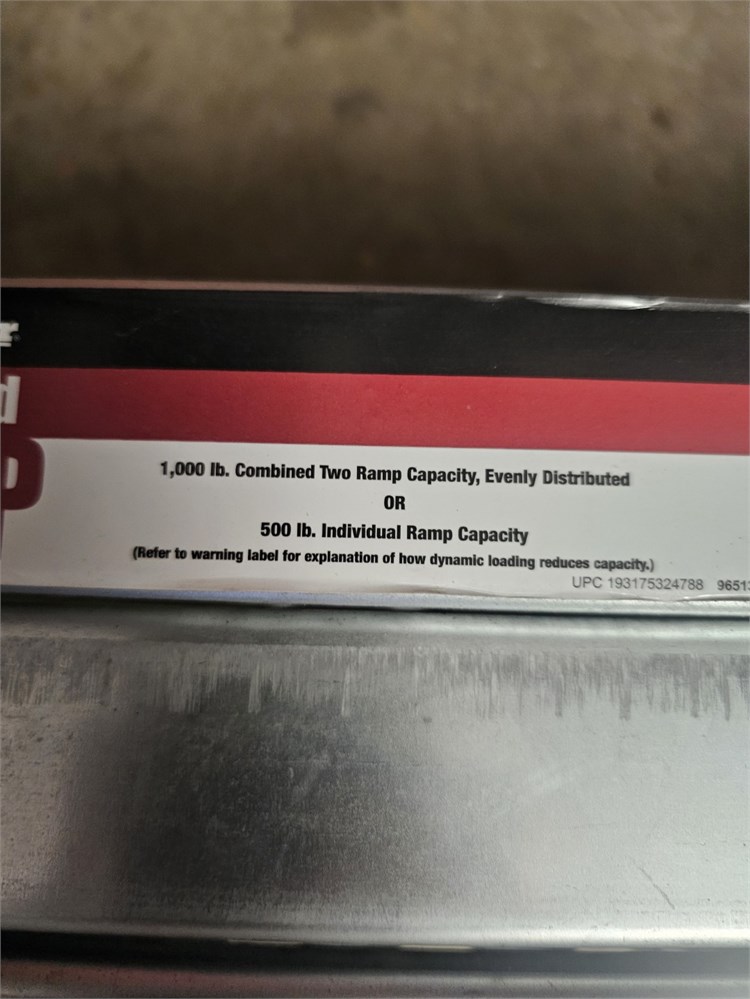 1,000 lb. Combined Two Ramp Capacity, Evenly Distributed
OR
500 lb. Individual Ramp Capacity
(Refer to warning label for explanation of how dynamic loading reduces capacity.)
UPC 193175324788